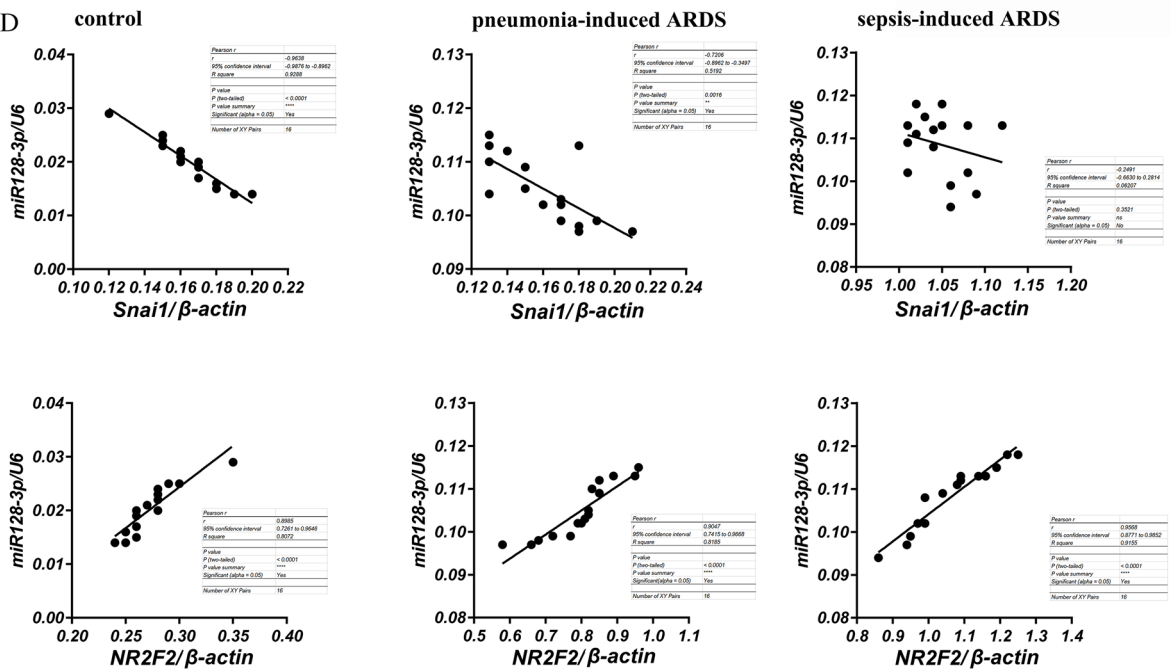 D
control
pneumonia-induced ARDS
sepsis-induced ARDS
miR128-3p/U6
0.04
0.03
0.02
0.01
0.00
0.10 0.12 0.14 0.16 0.18 0.20 0.22
Snai1/β-actin
Pearson r
r -0.9638
95% confidence interval -0.9876 to -0.8962
R square 0.9288
P value
P (two-tailed) < 0.0001
P value summary ****
Significant (alpha = 0.05) Yes
Number of XY Pairs 16
miR128-3p/U6
0.13
0.12
0.11
0.10
0.09
0.12 0.14 0.16 0.18 0.20 0.22 0.24
Snai1/β-actin
Pearson r
r -0.7206
95% confidence interval -0.8962 to -0.3497
R square 0.5192
P value
P (two-tailed) 0.0016
P value summary **
Significant (alpha = 0.05) Yes
Number of XY Pairs 16
miR128-3p/U6
0.13
0.12
0.11
0.10
0.09
0.08
0.95 1.00 1.05 1.10 1.15 1.20
Snai1/β-actin
Pearson r
r -0.2491
95% confidence interval -0.6630 to 0.2814
R square 0.06207
P value
P (two-tailed) 0.3521
P value summary ns
Significant (alpha = 0.05) No
Number of XY Pairs 16
miR128-3p/U6
0.04
0.03
0.02
0.01
0.00
0.20 0.25 0.30 0.35 0.40
NR2F2/β-actin
Pearson r
r 0.8985
95% confidence interval 0.7261 to 0.9646
R square 0.8072
P value
P (two-tailed) < 0.0001
P value summary ****
Significant (alpha = 0.05) Yes
Number of XY Pairs 16
miR128-3p/U6
0.13
0.12
0.11
0.10
0.09
0.08
0.5 0.6 0.7 0.8 0.9 1.0 1.1
NR2F2/β-actin
Pearson r
r 0.9047
95% confidence interval 0.7415 to 0.9668
R square 0.8185
P value
P (two-tailed) < 0.0001
P value summary ****
Significant(alpha = 0.05) Yes
Number of XY Pairs 16
miR128-3p/U6
0.13
0.12
0.11
0.10
0.09
0.08
0.8 0.9 1.0 1.1 1.2 1.3 1.4
NR2F2/β-actin
Pearson r
r 0.9568
95% confidence interval 0.8771 to 0.9852
R square 0.9155
P value
P (two-tailed) < 0.0001
P value summary ****
Significant (alpha = 0.05) Yes
Number of XY Pairs 16